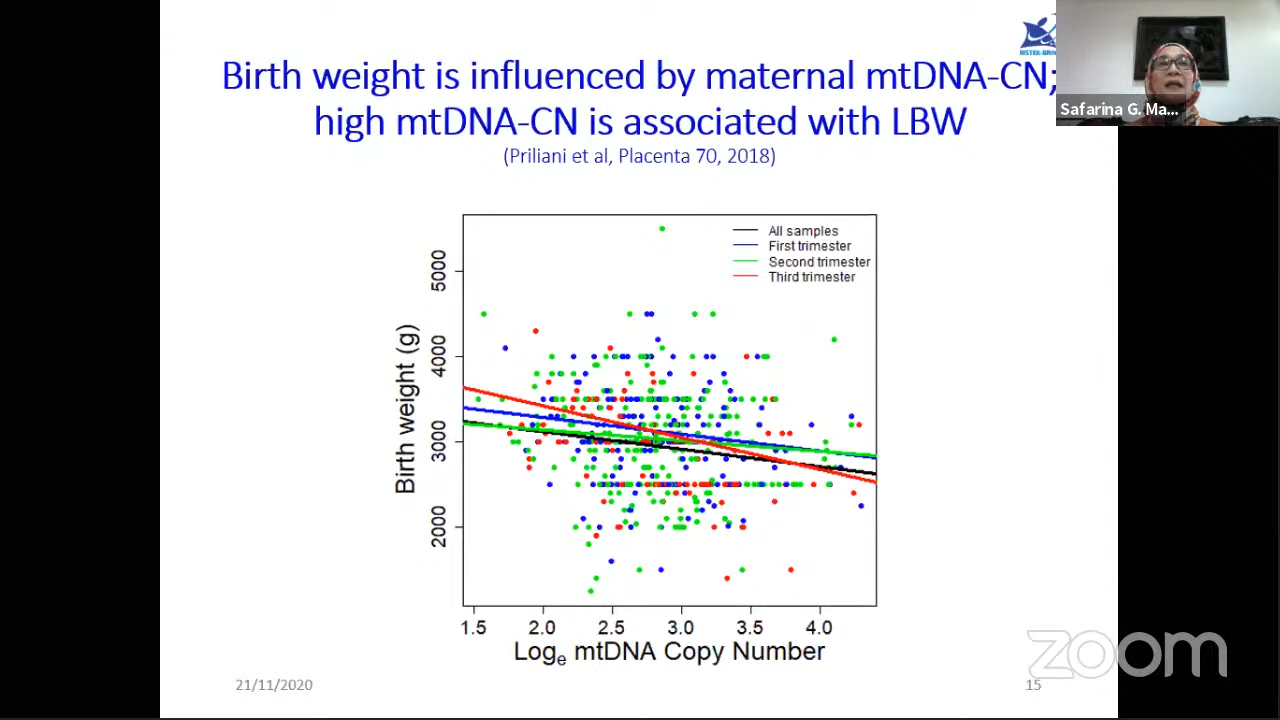 RISTEK-BRIN
Birth weight is influenced by maternal mtDNA-CN;
high mtDNA-CN is associated with LBW
(Priliani et al, Placenta 70, 2018)
Safarina G. Ma...
All samples
First trimester
Second trimester
Third trimester
Birth weight (g)
5000
4000
3000
2000
1.5 2.0 2.5 3.0 3.5 4.0
Logₑ mtDNA Copy Number
zoom
21/11/2020 15